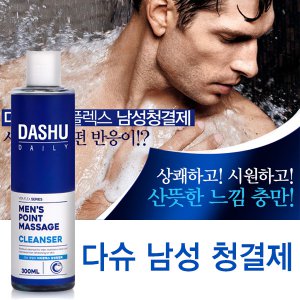 플렉스 남성청결제
반응이!?
상쾌하고! 시원하고!
산뜻한 느낌 충만!
DASHU
DAILY
MEN'S
POINT
MASSAGE
CLEANSER
300ML
다슈 남성 청결제